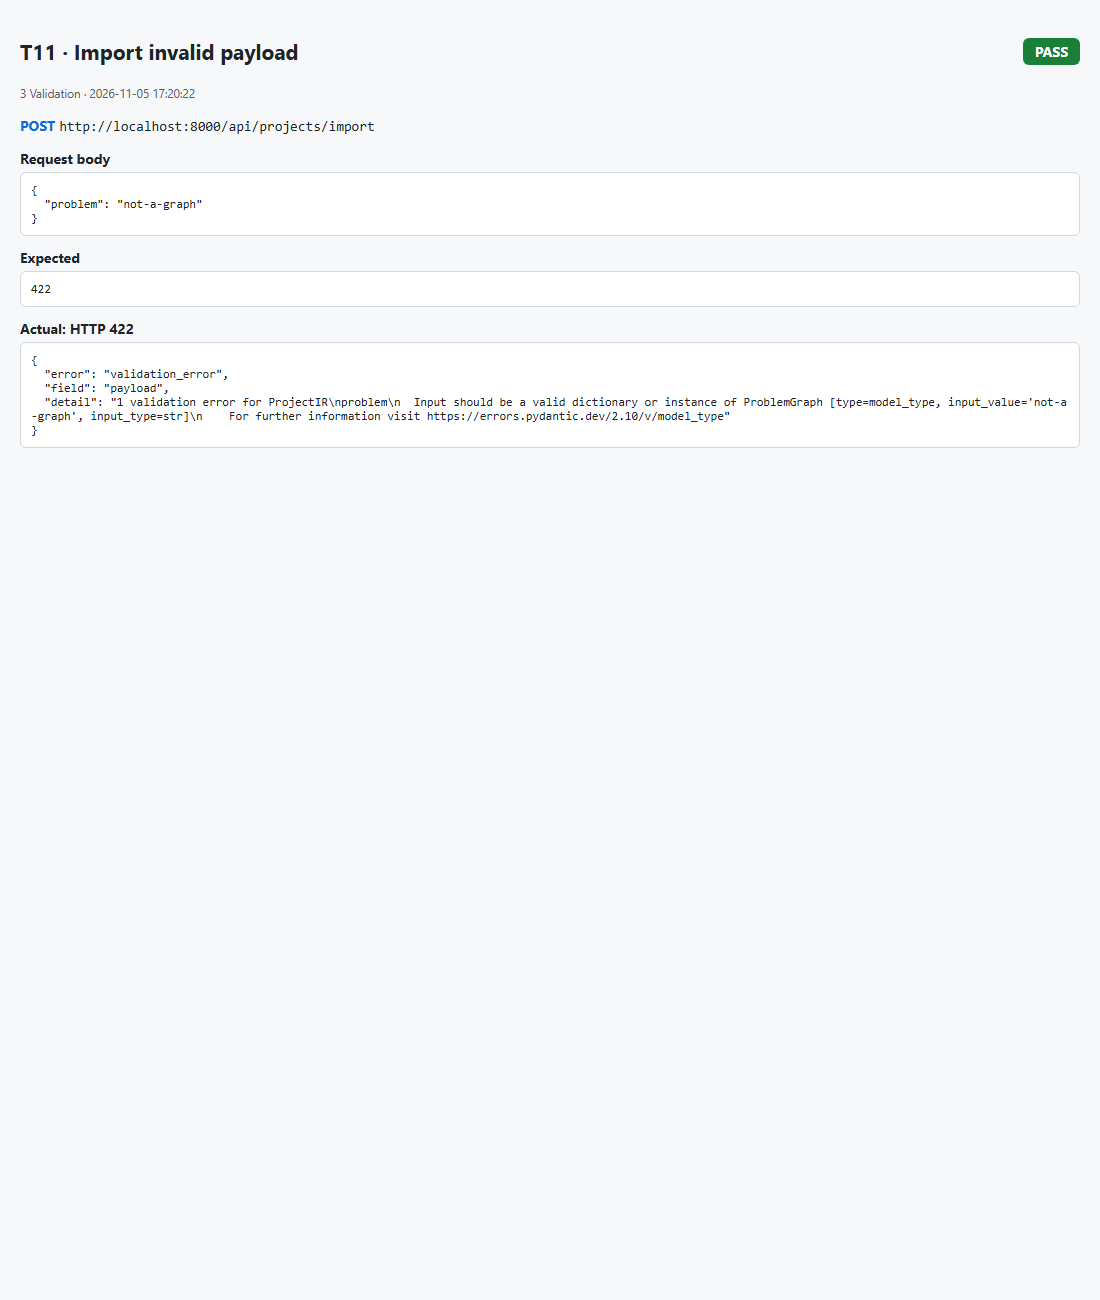 T11 · Import invalid payload
PASS
3 Validation · 2026-11-05 17:20:22
POST http://localhost:8000/api/projects/import
Request body
{
  "problem": "not-a-graph"
}
Expected
422
Actual: HTTP 422
{
  "error": "validation_error",
  "field": "payload",
  "detail": "1 validation error for ProjectIR\nproblem\n  Input should be a valid dictionary or instance of ProblemGraph [type=model_type, input_value='not-a
-graph', input_type=str]\n    For further information visit https://errors.pydantic.dev/2.10/v/model_type"
}